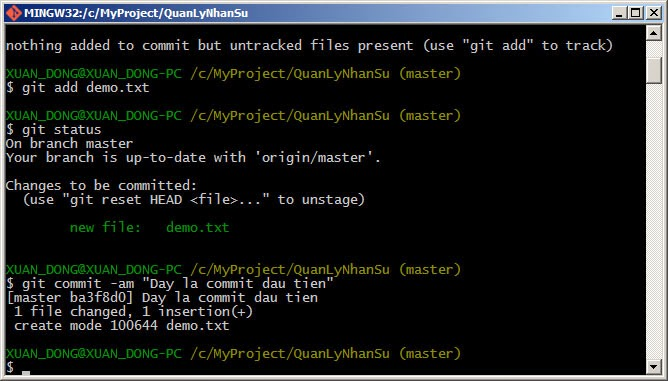 MINGW32:/c/MyProject/QuanLyNhanSu
nothing added to commit but untracked files present (use "git add" to track)
XUAN_DONG@XUAN_DONG-PC /c/MyProject/QuanLyNhanSu (master)
$ git add demo.txt
XUAN_DONG@XUAN_DONG-PC /c/MyProject/QuanLyNhanSu (master)
$ git status
On branch master
Your branch is up-to-date with 'origin/master'.
Changes to be committed:
  (use "git reset HEAD <file>..." to unstage)
        new file:   demo.txt
XUAN_DONG@XUAN_DONG-PC /c/MyProject/QuanLyNhanSu (master)
$ git commit -am "Day la commit dau tien"
[master ba3f8d0] Day la commit dau tien
 1 file changed, 1 insertion(+)
 create mode 100644 demo.txt
XUAN_DONG@XUAN_DONG-PC /c/MyProject/QuanLyNhanSu (master)
$